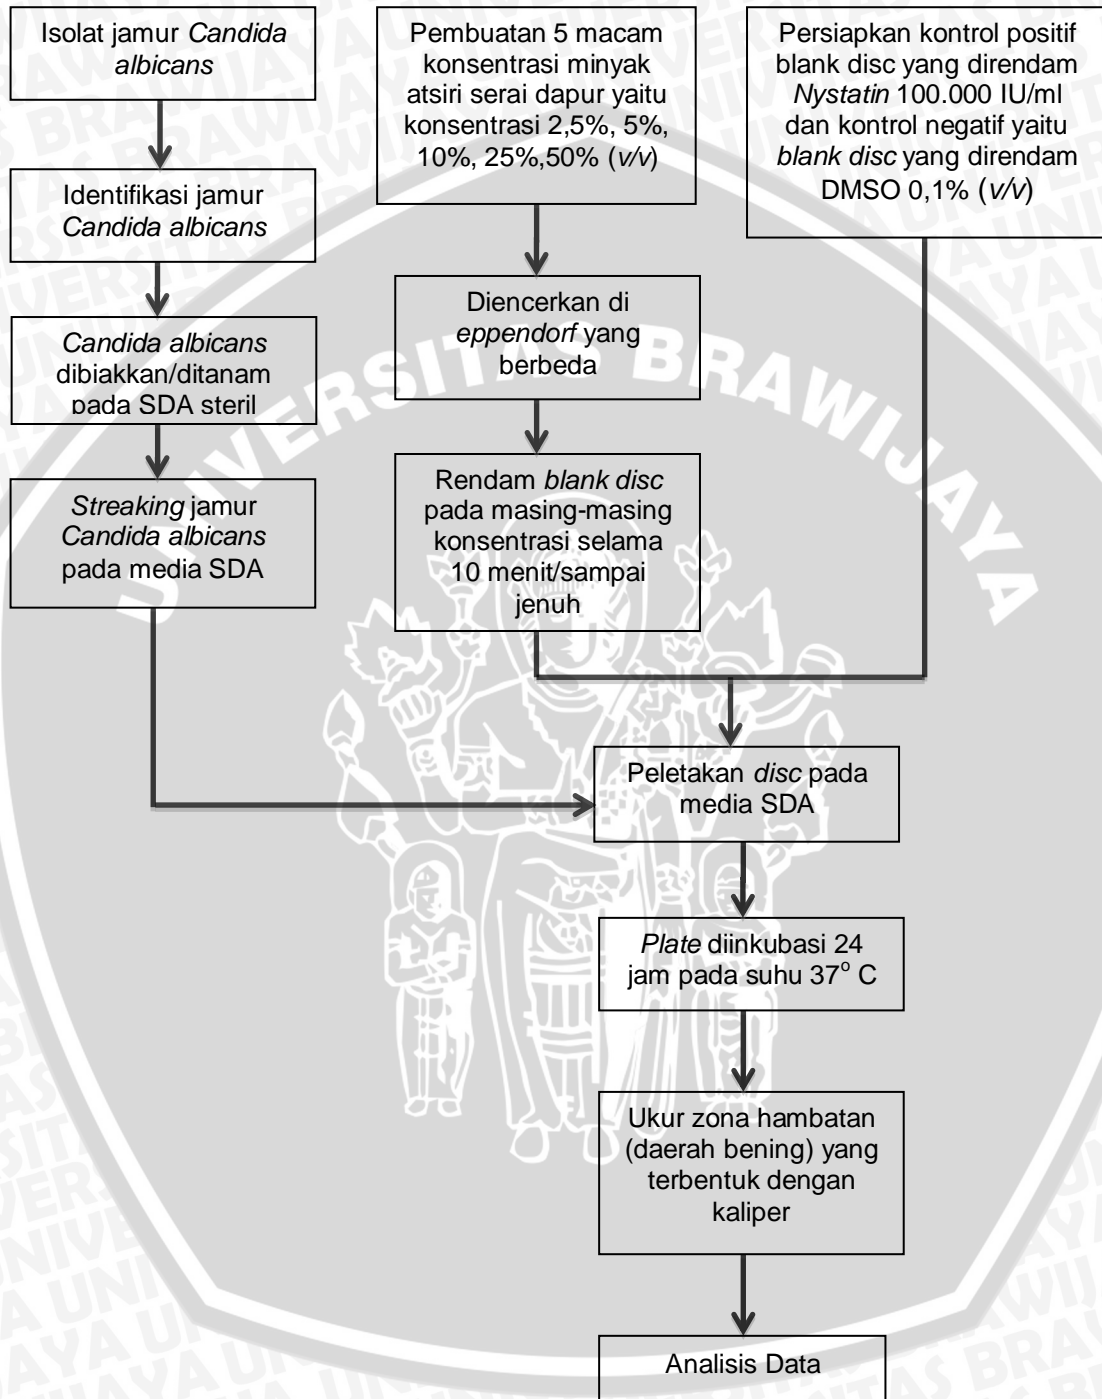 Isolat jamur Candida
albicans
Identifikasi jamur
Candida albicans
Candida albicans
dibiakkan/ditanam
pada SDA steril
Streaking jamur
Candida albicans
pada media SDA
Pembuatan 5 macam
konsentrasi minyak
atsiri serai dapur yaitu
konsentrasi 2,5%, 5%,
10%, 25%,50% (v/v)
Diencerkan di
eppendorf yang
berbeda
Rendam blank disc
pada masing-masing
konsentrasi selama
10 menit/sampai
jenuh
Persiapkan kontrol positif
blank disc yang direndam
Nystatin 100.000 IU/ml
dan kontrol negatif yaitu
blank disc yang direndam
DMSO 0,1% (v/v)
Peletakan disc pada
media SDA
Plate diinkubasi 24
jam pada suhu 37° C
Ukur zona hambatan
(daerah bening) yang
terbentuk dengan
kaliper
Analisis Data
UNIVERSITAS BRAWIJAYA